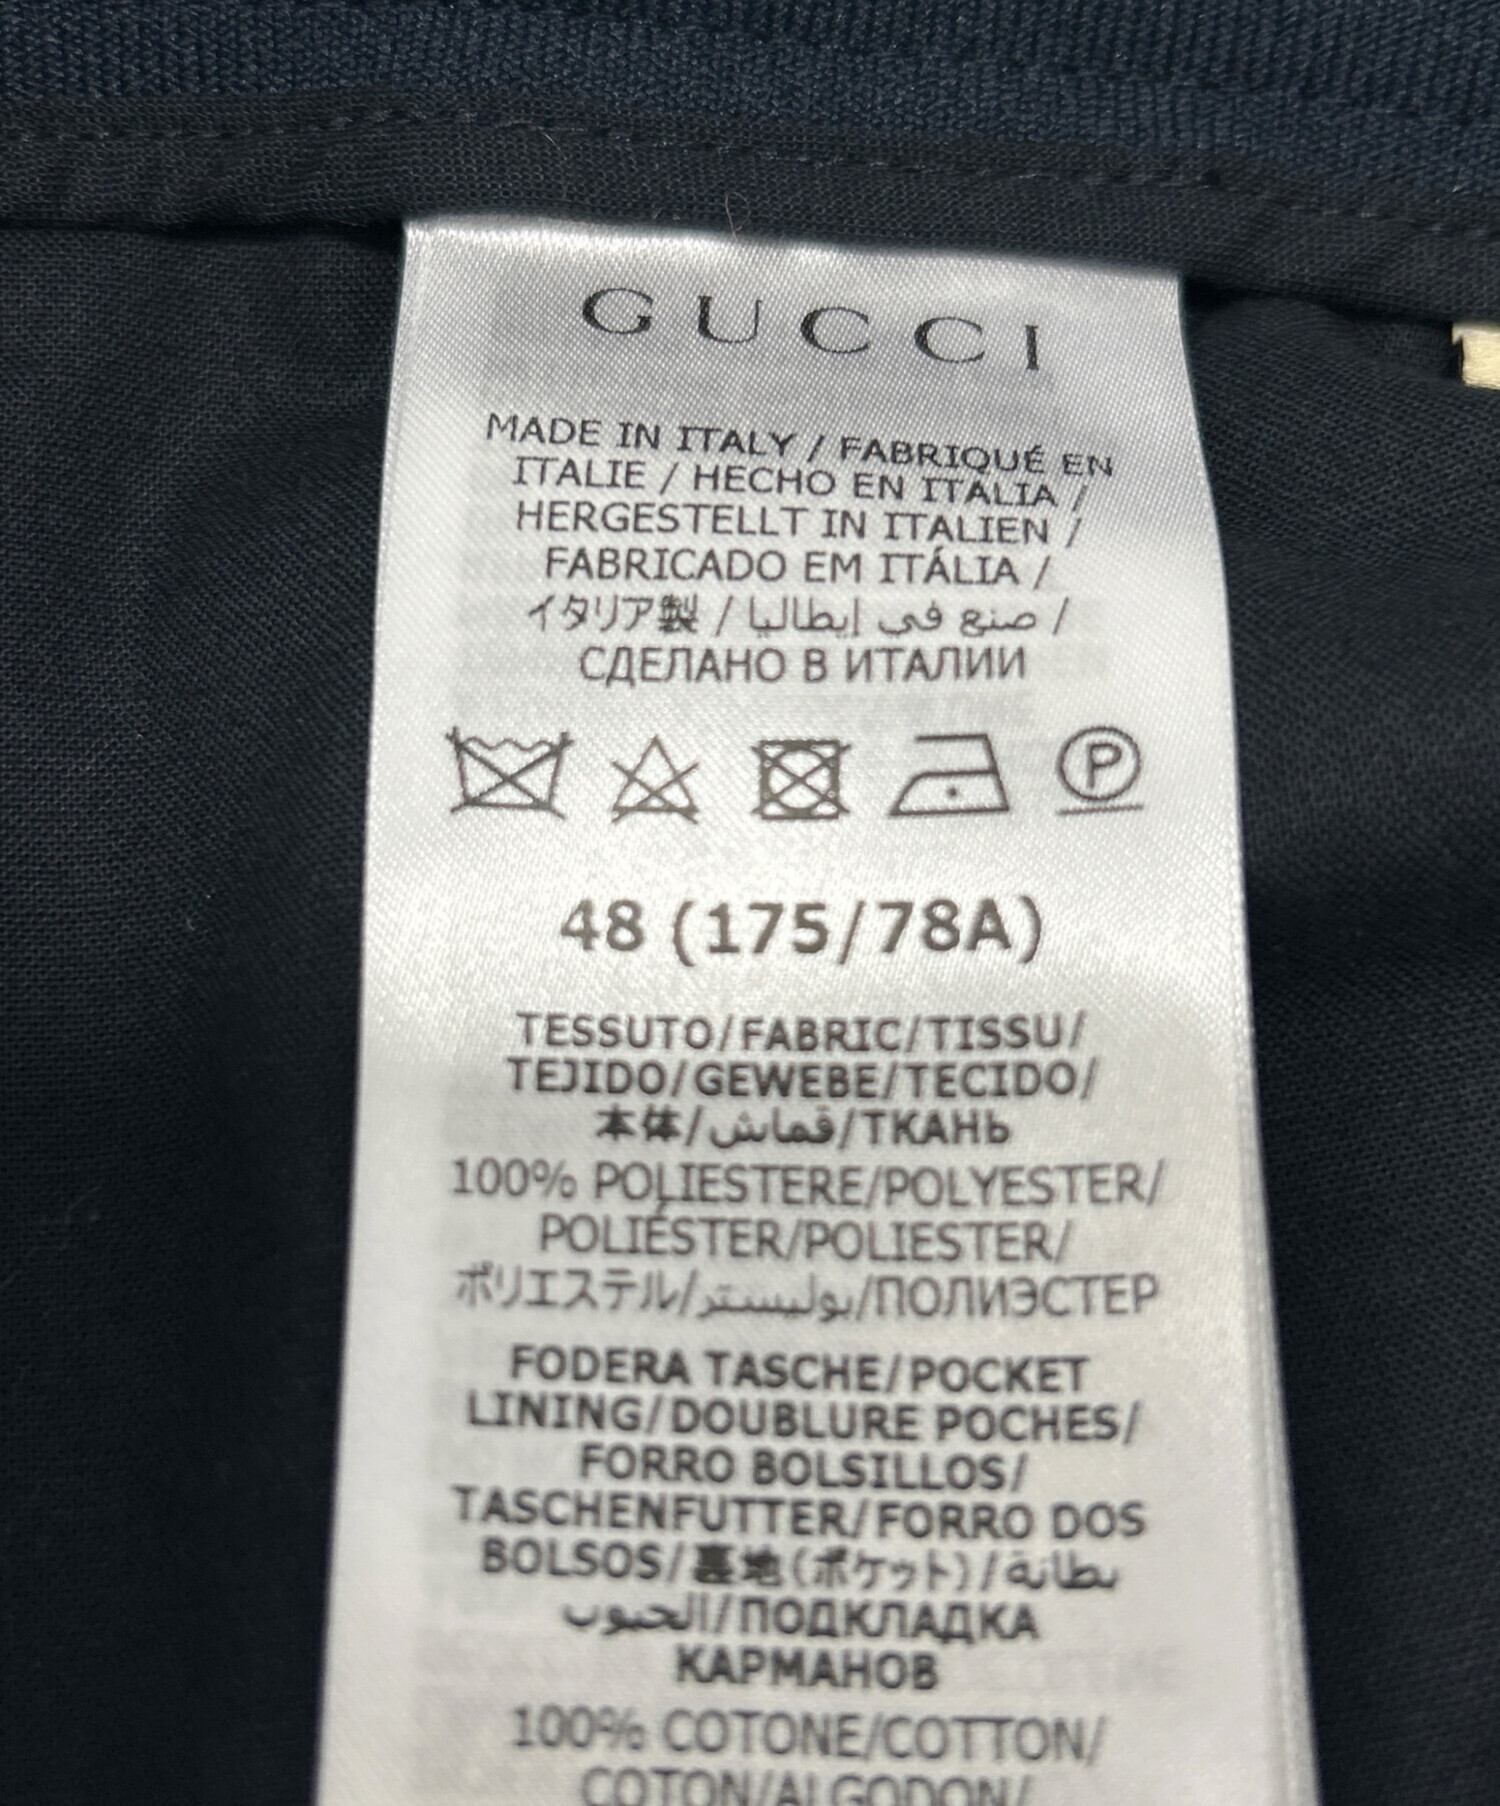 GUCCI
MADE IN ITALY / FABRIQUÉ EN
ITALIE / HECHO EN ITALIA /
HERGESTELLT IN ITALIEN /
FABRICADO EM ITÁLIA /
イタリア製 / صنع في إيطاليا /
СДЕЛАНО В ИТАЛИИ
P
48 (175/78A)
TESSUTO/FABRIC/TISSU/
TEJIDO/GEWEBE/TECIDO/
本体/قماش/ТКАНЬ
100% POLIESTERE/POLYESTER/
POLIÉSTER/POLIESTER/
ポリエステル/بوليستر/ПОЛИЭСТЕР
FODERA TASCHE/POCKET
LINING/DOUBLURE POCHES/
FORRO BOLSILLOS/
TASCHENFUTTER/FORRO DOS
BOLSOS/裏地(ポケット)/بطانة
الجيوب/ПОДКЛАДКА
КАРМАНОВ
100% COTONE/COTTON/
COTON/ALGODON/